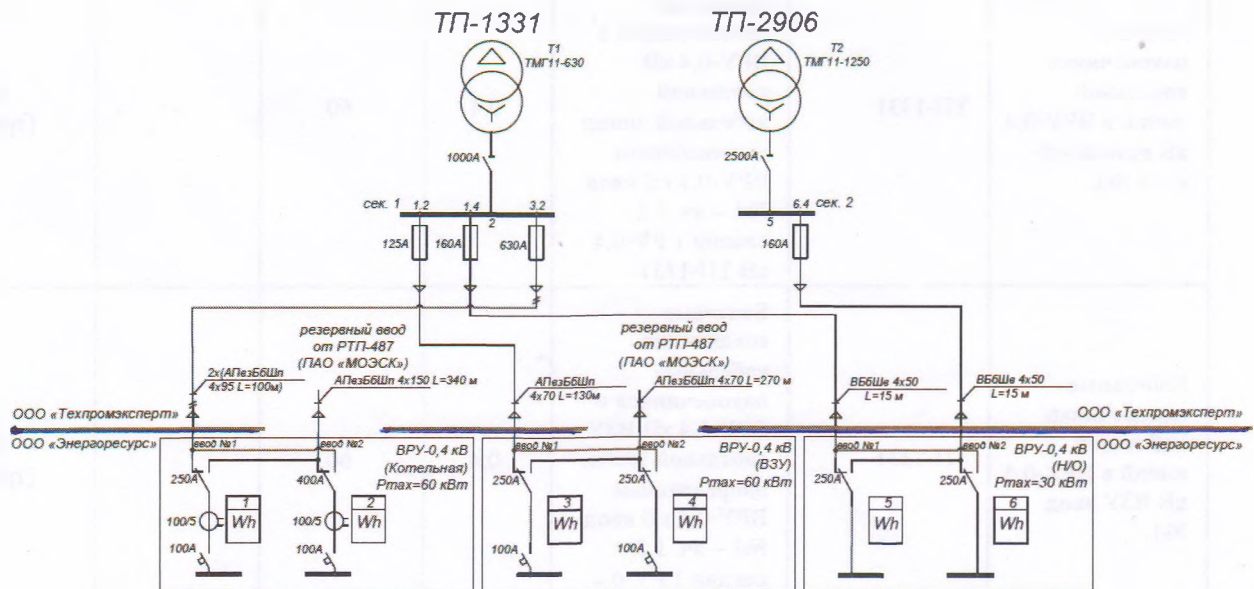 ТП-1331
ТП-2906
Т1
ТМГ11-630
Т2
ТМГ11-1250
1000А
2500А
сек. 1
1,2
1,4
3,2
2
6.4
сек. 2
5
125А
160А
630А
160А
резервный ввод
от РТП-487
(ПАО «МОЭСК»)
резервный ввод
от РТП-487
(ПАО «МОЭСК»)
2х(АПвзБбШп
4х95 L=100м)
АПвзБбШп 4х150 L=340 м
АПвзБбШп
4х70 L=130м
АПвзБбШп 4х70 L=270 м
ВБбШв 4х50
L=15 м
ВБбШв 4х50
L=15 м
ООО «Техпромэксперт»
ООО «Техпромэксперт»
ООО «Энергоресурс»
ООО «Энергоресурс»
ввод №1
ввод №2
ВРУ-0,4 кВ
(Котельная)
Pmax=60 кВт
ввод №1
ввод №2
ВРУ-0,4 кВ
(ВЗУ)
Pmax=60 кВт
ввод №1
ввод №2
ВРУ-0,4 кВ
(Н/О)
Pmax=30 кВт
250А
400А
250А
250А
250А
250А
1
Wh
2
Wh
3
Wh
4
Wh
5
Wh
6
Wh
100/5
100/5
100А
100А
100А
100А